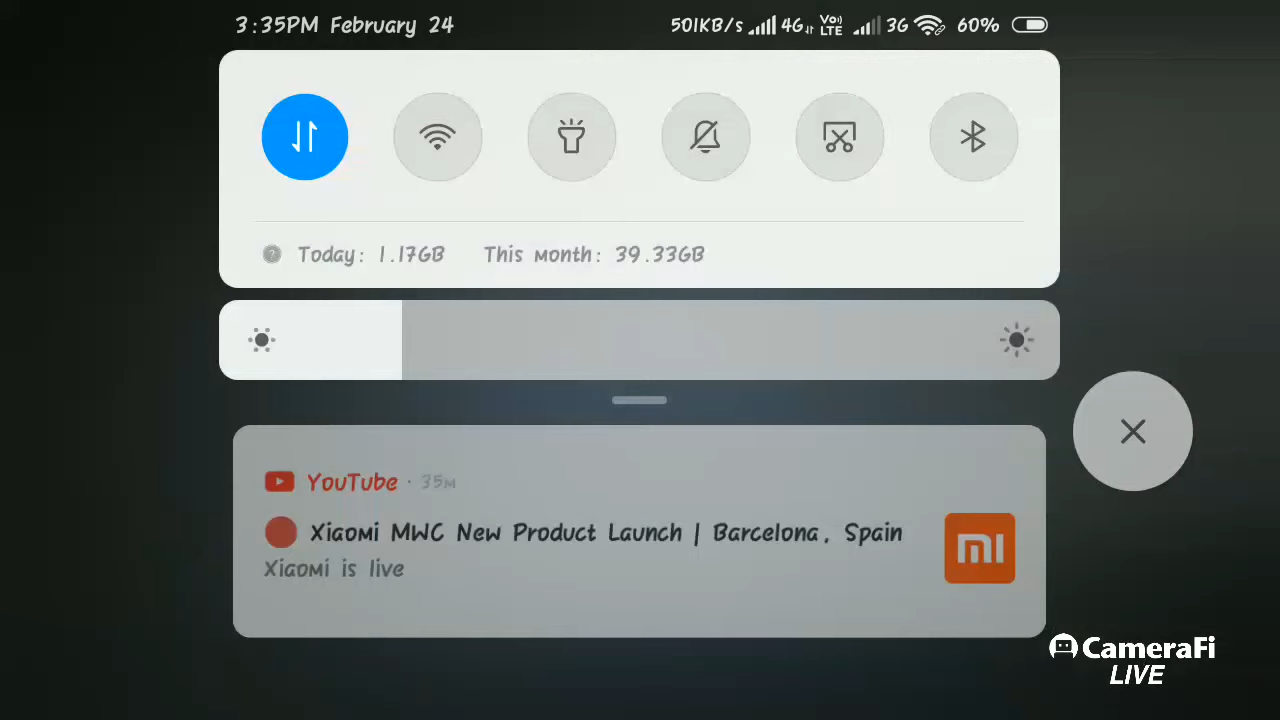 3:35PM February 24
501KB/s 4G Vo) LTE 3G 60%
Today: 1.17GB This month: 39.33GB
YouTube · 35m
Xiaomi MWC New Product Launch | Barcelona, Spain
Xiaomi is live
mi
CameraFi
LIVE